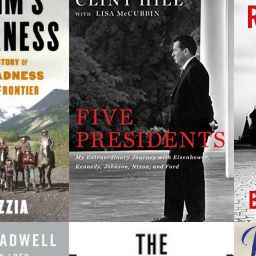 M'S
NESS
STORY OF
ADNESS
FRONTIER
ZZIA
ADWELL
CLINT HILL
WITH LISA McCUBBIN
FIVE
PRESIDENTS
My Extraordinary Journey with Eisenhower,
Kennedy, Johnson, Nixon, and Ford
THE
R
B